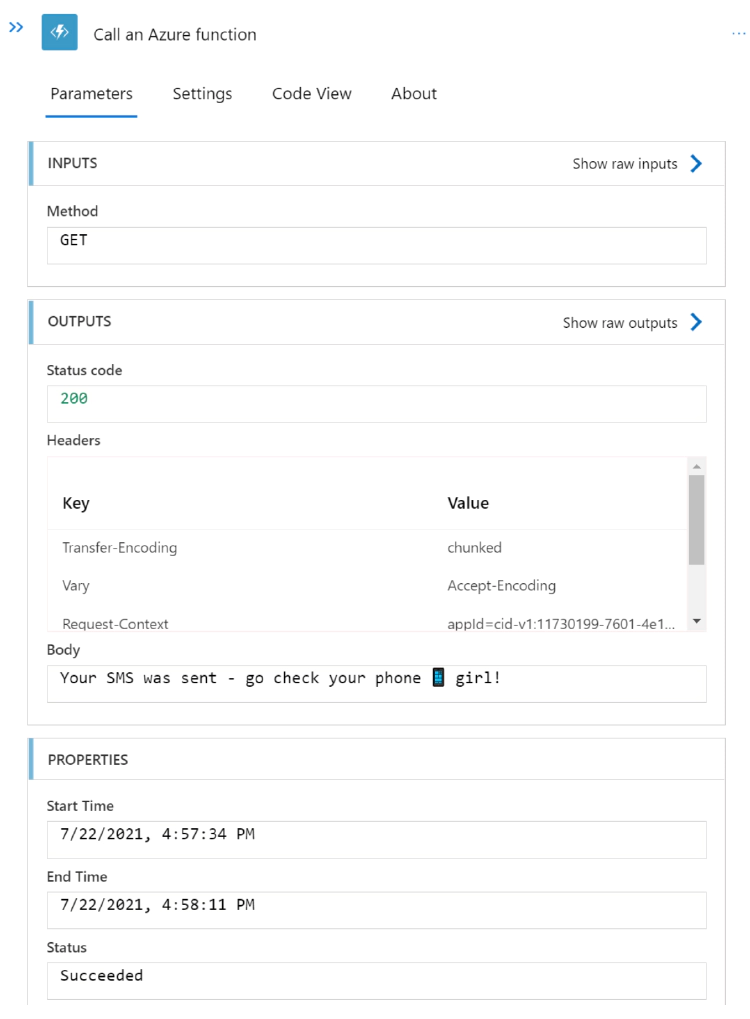 Call an Azure function
Parameters Settings Code View About
INPUTS Show raw inputs
Method
GET
OUTPUTS Show raw outputs
Status code
200
Headers
Key Value
Transfer-Encoding chunked
Vary Accept-Encoding
Request-Context appId=cid-v1:11730199-7601-4e1...
Body
Your SMS was sent - go check your phone 📱 girl!
PROPERTIES
Start Time
7/22/2021, 4:57:34 PM
End Time
7/22/2021, 4:58:11 PM
Status
Succeeded